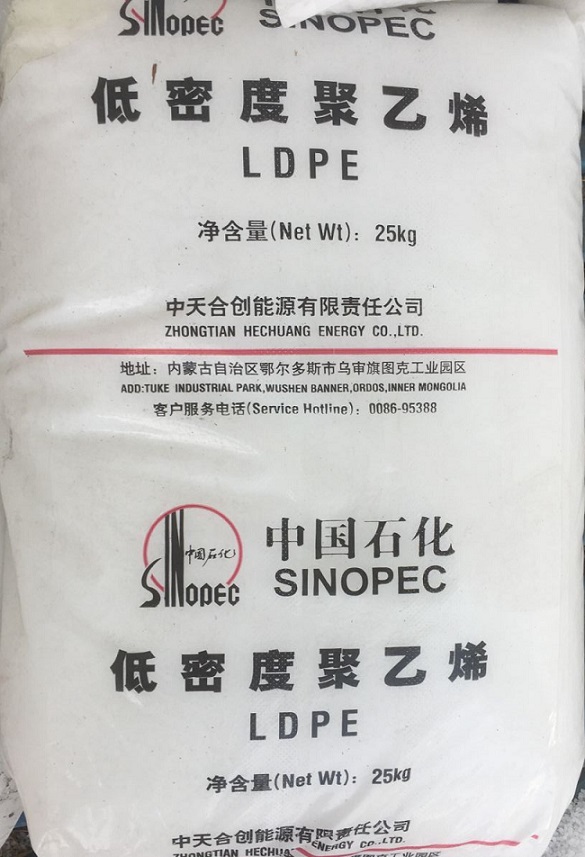 SINOPEC SINOPEC
低密度聚乙烯
LDPE
净含量(Net Wt): 25kg
中天合创能源有限责任公司
ZHONGTIAN HECHUANG ENERGY CO.,LTD.
地址：内蒙古自治区鄂尔多斯市乌审旗图克工业园区
ADD:TUKE INDUSTRIAL PARK,WUSHEN BANNER,ORDOS,INNER MONGOLIA
客户服务电话(Service Hotline)：0086-95388
中国石化 中国石化
SINOPEC SINOPEC
低密度聚乙烯
LDPE
净含量(Net Wt): 25kg
中天合创能源有限责任公司
ZHONGTIAN ENERGY CO.,LTD.